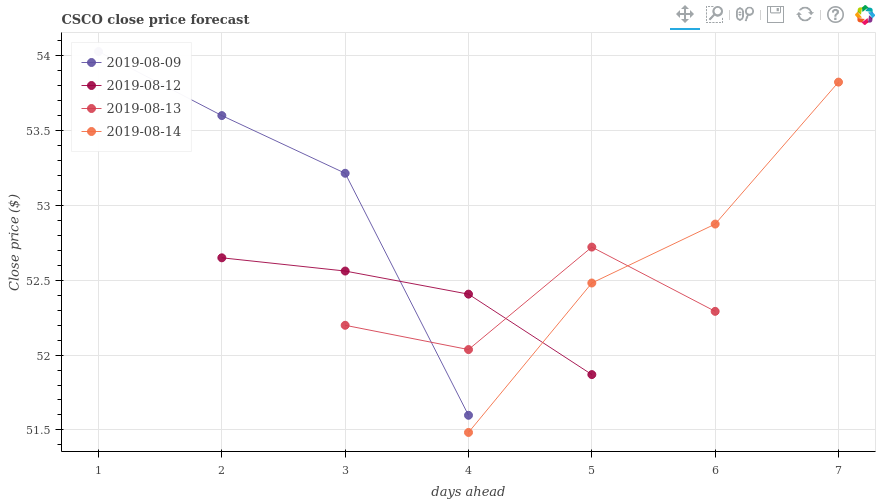 CSCO close price forecast
2019-08-09
2019-08-12
2019-08-13
2019-08-14
Close price ($)
54
53.5
53
52.5
52
51.5
1 2 3 4 5 6 7
days ahead